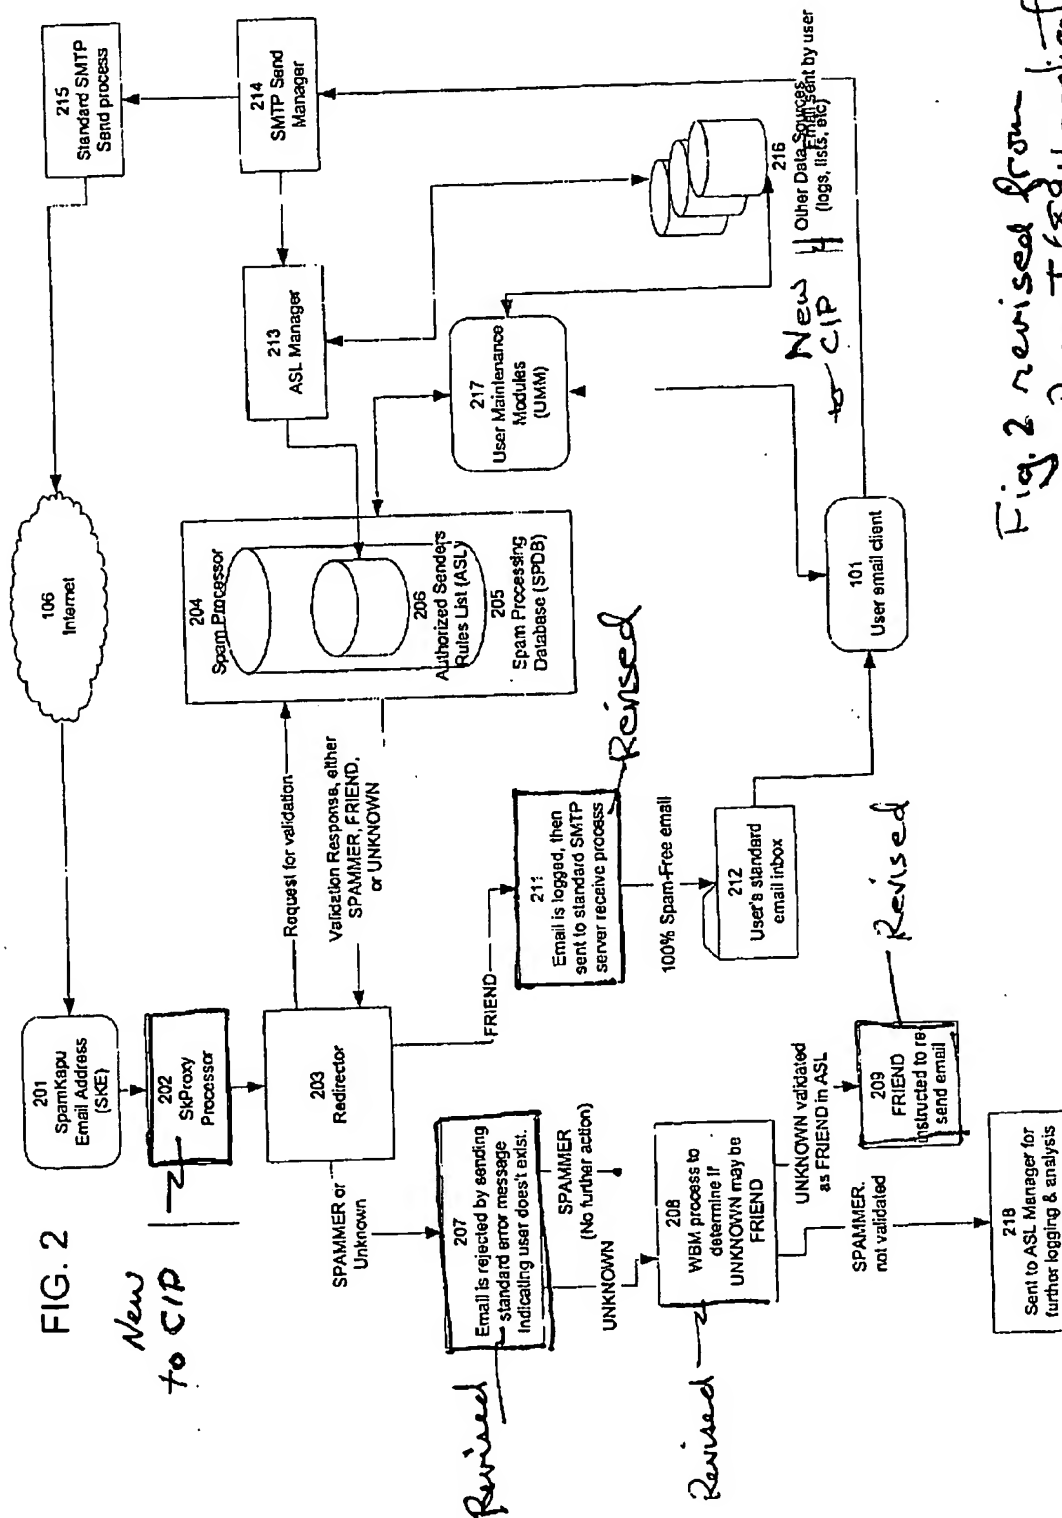 FIG. 2
New
to CIP
106
Internet
215
Standard SMTP
Send process
214
SMTP Send
Manager
213
ASL Manager
201
SpamKapu
Email Address
(SKE)
202
SkProxy
Processor
203
Redirector
Request for validation
Validation Response, either
SPAMMER, FRIEND,
or UNKNOWN
204
Spam Processor
206
Authorized Senders
Rules List (ASL)
205
Spam Processing
Database (SPDB)
217
User Maintenance
Modules
(UMM)
216
Other Data Sources
(logs, lists, etc)
Email sent by user
New
to CIP
SPAMMER or
Unknown
FRIEND
207
Email is rejected by sending
standard error message
Indicating user does't exist.
Revised
SPAMMER
(No further action)
UNKNOWN
211
Email is logged, then
sent to standard SMTP
server receive process
Revised
100% Spam-Free email
212
User's standard
email inbox
101
User email client
208
WBM process to
determine if
UNKNOWN may be
FRIEND
Revised
UNKNOWN validated
as FRIEND in ASL
209
FRIEND
instructed to re-
send email
Revised
SPAMMER.
not validated
218
Sent to ASL Manager for
further logging & analysis
Fig. 2 revised from